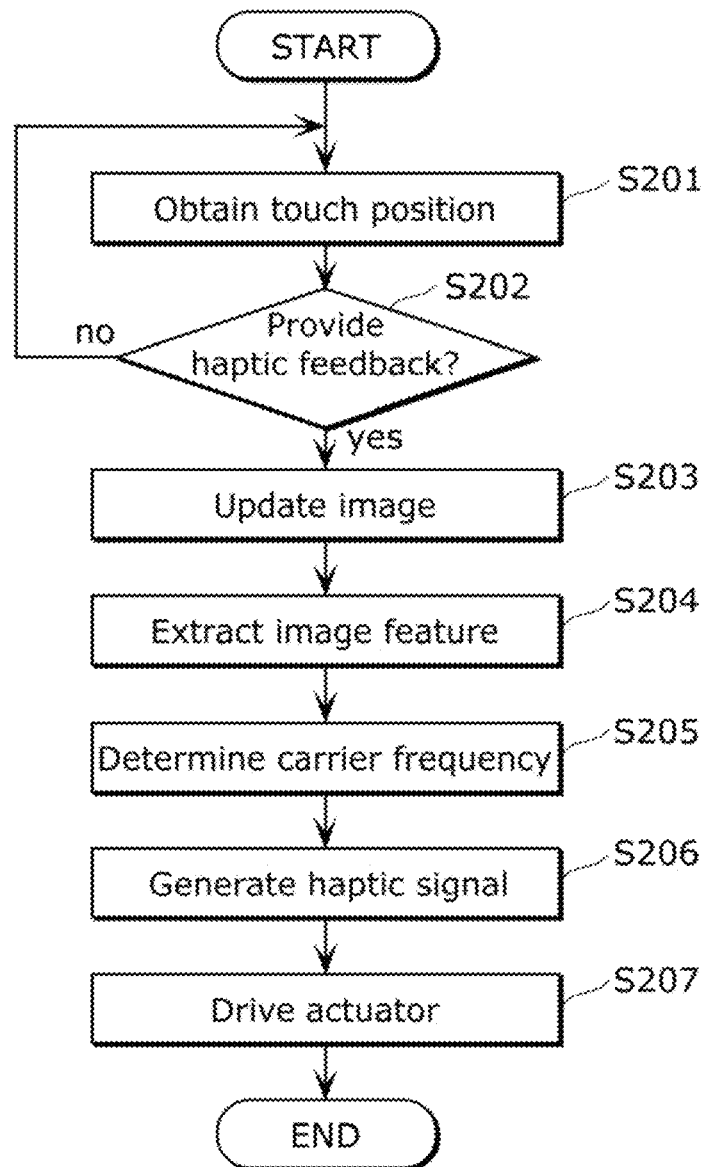 START
Obtain touch position
S201
S202
Provide
haptic feedback?
no
yes
Update image
S203
Extract image feature
S204
Determine carrier frequency
S205
Generate haptic signal
S206
Drive actuator
S207
END